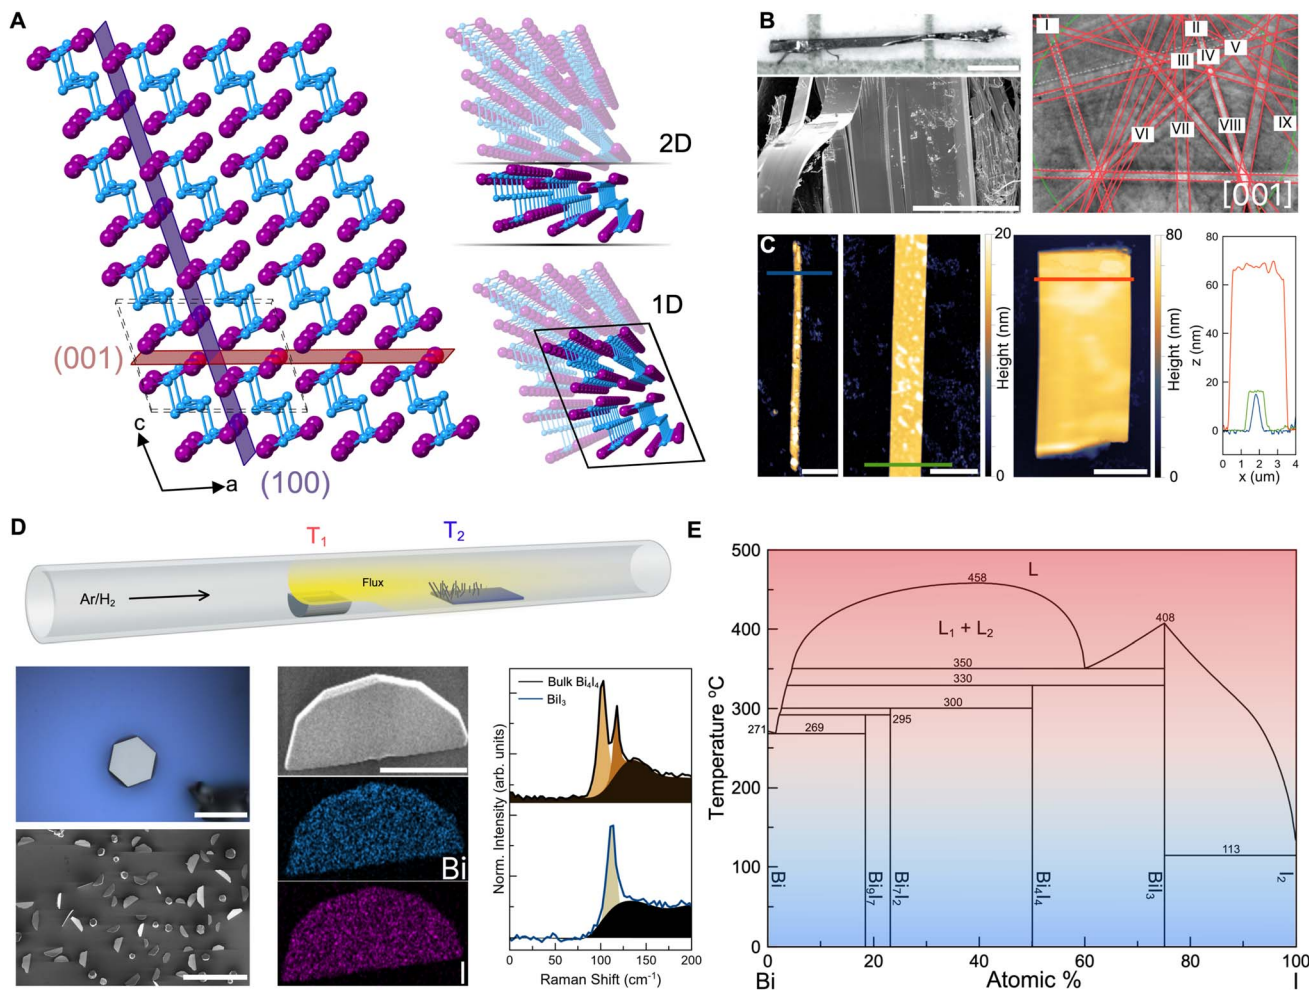 A
2D
1D
(001)
c
a
(100)
B
I
II
III
IV
V
VI
VII
VIII
IX
[001]
C
20
Height (nm)
0
80
Height (nm)
0
80
60
40
20
0
z (nm)
0 1 2 3 4
x (um)
D
T₁
T₂
Ar/H₂
Flux
Bi
I
Norm. Intensity (arb. units)
Bulk Bi₄I₄
BiI₃
0 50 100 150 200
Raman Shift (cm⁻¹)
E
500
400
300
200
100
0
Temperature °C
L
458
L₁ + L₂
408
350
330
300
295
271
269
113
Bi
Bi₉I₇
Bi₇I₂
Bi₄I₄
BiI₃
I₂
0 20 40 60 80 100
Bi
Atomic %
I